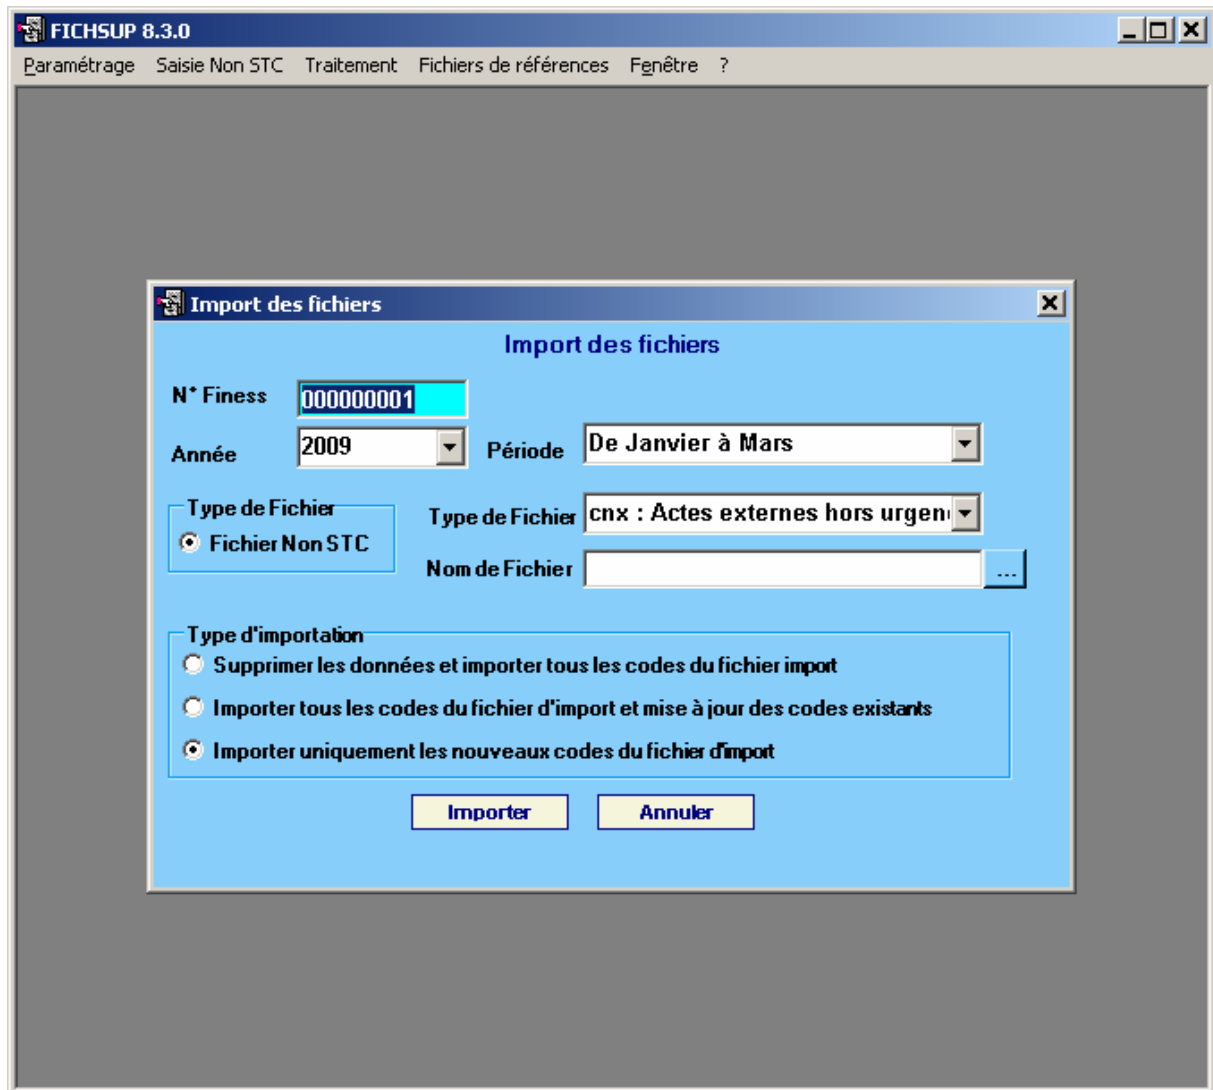 FICHSUP 8.3.0
Paramétrage Saisie Non STC Traitement Fichiers de références Fenêtre ?
Import des fichiers
Import des fichiers
N° Finess 000000001
Année 2009 Période De Janvier à Mars
Type de Fichier
Fichier Non STC
Type de Fichier cnx : Actes externes hors urgen
Nom de Fichier ...
Type d'importation
Supprimer les données et importer tous les codes du fichier import
Importer tous les codes du fichier d'import et mise à jour des codes existants
Importer uniquement les nouveaux codes du fichier d'import
Importer Annuler